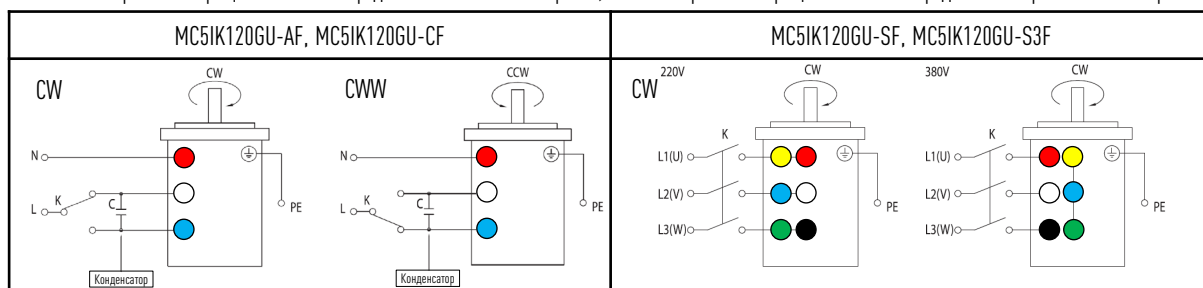 MC5IK120GU-AF, MC5IK120GU-CF
MC5IK120GU-SF, MC5IK120GU-S3F
CW
CW
N
L
K
C
PE
Конденсатор
CWW
CCW
N
L
K
C
PE
Конденсатор
CW
220V
CW
K
L1(U)
L2(V)
L3(W)
PE
380V
CW
K
L1(U)
L2(V)
L3(W)
PE